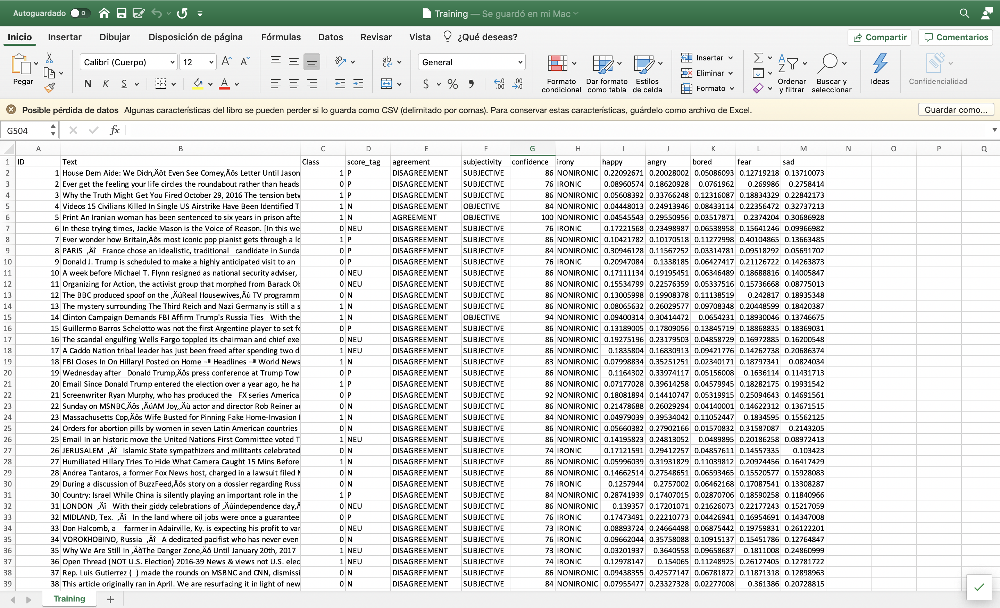 Autoguardado
Training — Se guardó en mi Mac
Inicio Insertar Dibujar Disposición de página Fórmulas Datos Revisar Vista ¿Qué deseas? Compartir Comentarios
Pegar Calibri (Cuerpo) 12 N K S General Formato condicional Dar formato como tabla Estilos de celda Insertar Eliminar Formato Ordenar y filtrar Buscar y seleccionar Ideas Confidencialidad
Posible pérdida de datos Algunas características del libro se pueden perder si lo guarda como CSV (delimitado por comas). Para conservar estas características, guárdelo como archivo de Excel. Guardar como...
G504 fx
A B C D E F G H I J K L M N O P Q
1 ID Text Class score_tag agreement subjectivity confidence irony happy angry bored fear sad
2 1 House Dem Aide: We Didn‚Äôt Even See Comey‚Äôs Letter Until Jason 1 P DISAGREEMENT SUBJECTIVE 86 NONIRONIC 0.22092671 0.20028002 0.05086093 0.12719218 0.13710073
3 2 Ever get the feeling your life circles the roundabout rather than heads 0 P DISAGREEMENT SUBJECTIVE 76 IRONIC 0.08960574 0.18620928 0.0761962 0.269986 0.2758414
4 3 Why the Truth Might Get You Fired October 29, 2016 The tension 1 P DISAGREEMENT SUBJECTIVE 86 NONIRONIC 0.05608392 0.33766248 0.12316087 0.18834329 0.22842173
5 4 Videos 15 Civilians Killed In Single US Airstrike Have Been Identified 1 N DISAGREEMENT OBJECTIVE 84 NONIRONIC 0.04448013 0.24913946 0.08433114 0.22356472 0.32737213
6 5 Print An Iranian woman has been sentenced to six years in prison afte 1 N AGREEMENT OBJECTIVE 100 NONIRONIC 0.04545543 0.29550956 0.03517871 0.2374204 0.30686928
7 6 In these trying times, Jackie Mason is the Voice of Reason. [In this we 0 NEU DISAGREEMENT SUBJECTIVE 76 IRONIC 0.17221568 0.23498987 0.06538958 0.15641246 0.09966982
8 7 Ever wonder how Britain‚Äôs most iconic pop pianist gets through a 1 P DISAGREEMENT SUBJECTIVE 86 NONIRONIC 0.10421782 0.10170518 0.11272998 0.40104865 0.13663485
9 8 PARIS ‚Äî France chose an idealistic, traditional candidate in Sunda 0 P DISAGREEMENT SUBJECTIVE 84 NONIRONIC 0.30946128 0.11567252 0.03314781 0.09518292 0.05691702
10 9 Donald J. Trump is scheduled to make a highly anticipated visit to an 0 P DISAGREEMENT SUBJECTIVE 76 IRONIC 0.20947084 0.1338185 0.06427417 0.21126722 0.14263873
11 10 A week before Michael T. Flynn resigned as national security adviser, 0 NEU DISAGREEMENT SUBJECTIVE 86 NONIRONIC 0.17111134 0.19195451 0.06346489 0.18688816 0.14005847
12 11 Organizing for Action, the activist group that morphed from Barack 0 NEU DISAGREEMENT SUBJECTIVE 86 NONIRONIC 0.15534799 0.22576359 0.05337516 0.15736668 0.08775013
13 12 The BBC produced spoof on the ‚ÄúReal Housewives‚Äù TV programm 0 N DISAGREEMENT SUBJECTIVE 86 NONIRONIC 0.13005998 0.19908378 0.11138519 0.242817 0.18935348
14 13 The mystery surrounding The Third Reich and Nazi Germany is still a s 1 N DISAGREEMENT SUBJECTIVE 86 NONIRONIC 0.08065632 0.26029577 0.09708348 0.20448599 0.18420387
15 14 Clinton Campaign Demands FBI Affirm Trump's Russia Ties With the 1 N DISAGREEMENT OBJECTIVE 94 NONIRONIC 0.09400314 0.30414472 0.0654231 0.18930046 0.13746675
16 15 Guillermo Barros Schelotto was not the first Argentine player to set 0 P DISAGREEMENT SUBJECTIVE 86 NONIRONIC 0.13189005 0.17809056 0.13845719 0.18868835 0.18369031
17 16 The scandal engulfing Wells Fargo toppled its chairman and chief exe 0 NEU DISAGREEMENT SUBJECTIVE 86 NONIRONIC 0.19275196 0.23179503 0.04858729 0.16972885 0.16200548
18 17 A Caddo Nation tribal leader has just been freed after spending two 1 NEU DISAGREEMENT SUBJECTIVE 86 NONIRONIC 0.1835804 0.16830913 0.09421776 0.14262738 0.20686374
19 18 FBI Closes In On Hillary! Posted on Home ¬ª Headlines ¬ª World News 1 N DISAGREEMENT SUBJECTIVE 83 NONIRONIC 0.07998834 0.35251251 0.02340171 0.18797341 0.0824034
20 19 Wednesday after Donald Trump‚Äôs press conference at Trump Tow 0 P DISAGREEMENT SUBJECTIVE 86 NONIRONIC 0.1164302 0.33974117 0.05156008 0.1636114 0.11431713
21 20 Email Since Donald Trump entered the election over a year ago, he ha 1 P DISAGREEMENT SUBJECTIVE 86 NONIRONIC 0.07177028 0.39614258 0.04579945 0.18282175 0.19931542
22 21 Screenwriter Ryan Murphy, who has produced the FX series America 0 P DISAGREEMENT SUBJECTIVE 92 NONIRONIC 0.18081894 0.14410747 0.05319915 0.25094643 0.14691561
23 22 Sunday on MSNBC‚Äôs ‚ÄúAM Joy,‚Äù actor and director Rob Reiner 0 N DISAGREEMENT SUBJECTIVE 86 NONIRONIC 0.21478688 0.26029294 0.04140001 0.14622312 0.13671515
24 23 Massachusetts Cop‚Äôs Wife Busted for Pinning Fake Home-Invasion 1 N DISAGREEMENT SUBJECTIVE 84 NONIRONIC 0.04979039 0.39534042 0.11052447 0.1834595 0.15562125
25 24 Orders for abortion pills by women in seven Latin American countries 0 N DISAGREEMENT SUBJECTIVE 86 NONIRONIC 0.05660382 0.27902166 0.01570832 0.31587087 0.2143205
26 25 Email In an historic move the United Nations First Committee voted T 1 NEU DISAGREEMENT SUBJECTIVE 86 NONIRONIC 0.14195823 0.24813052 0.0489895 0.20186258 0.08972413
27 26 JERUSALEM ‚Äî Islamic State sympathizers and militants celebrated 0 N DISAGREEMENT SUBJECTIVE 74 IRONIC 0.17121591 0.29412257 0.04857611 0.14557335 0.103423
28 27 Humiliated Hillary Tries To Hide What Camera Caught 15 Mins Before 1 N DISAGREEMENT SUBJECTIVE 86 NONIRONIC 0.05996039 0.31931829 0.11039812 0.20924456 0.16417429
29 28 Andrea Tantaros, a former Fox News host, charged in a lawsuit filed 0 N DISAGREEMENT SUBJECTIVE 86 NONIRONIC 0.14662514 0.27548651 0.06593465 0.15520577 0.15928083
30 29 During a discussion of BuzzFeed‚Äôs story on a dossier regarding Russ 0 N DISAGREEMENT SUBJECTIVE 76 IRONIC 0.1257944 0.2757002 0.06462168 0.17087541 0.13308287
31 30 Country: Israel While China is silently playing an important role in the 1 P DISAGREEMENT SUBJECTIVE 84 NONIRONIC 0.28741939 0.17407015 0.02870706 0.18590258 0.11840966
32 31 LONDON ‚Äî With their giddy celebrations of ‚Äúindependence day,‚Ä 0 NEU DISAGREEMENT SUBJECTIVE 86 NONIRONIC 0.139357 0.17201071 0.21626073 0.22177243 0.15217059
33 32 MIDLAND, Tex. ‚Äî In the land where oil jobs were once a guarantee 0 P DISAGREEMENT SUBJECTIVE 76 IRONIC 0.17473491 0.22210773 0.04426941 0.16954691 0.14347008
34 33 Don Halcomb, a farmer in Adairville, Ky. is expecting his profit to var 0 NEU DISAGREEMENT SUBJECTIVE 73 IRONIC 0.08893724 0.24664498 0.06875442 0.19759831 0.26122201
35 34 VOROKHOBINO, Russia ‚Äî A dedicated pacifist who has never even 0 N DISAGREEMENT SUBJECTIVE 76 IRONIC 0.09662044 0.35758088 0.10915137 0.15451786 0.12764847
36 35 Why We Are Still In ‚ÄòThe Danger Zone‚Äô Until January 20th, 2017 1 NEU DISAGREEMENT SUBJECTIVE 73 IRONIC 0.03201937 0.3640558 0.09658687 0.1811008 0.24860999
37 36 Open Thread (NOT U.S. Election) 2016-39 News & views not U.S. elec 1 NEU DISAGREEMENT SUBJECTIVE 74 IRONIC 0.12978147 0.154065 0.11248925 0.26127405 0.12781722
38 37 Rep. Luis Gutierrez ( ) made the rounds on MSBNC and CNN, dismissi 0 N DISAGREEMENT SUBJECTIVE 86 NONIRONIC 0.09438355 0.42577147 0.06781872 0.11871318 0.12898963
39 38 This article originally ran in April. We are resurfacing it in light of new 0 N DISAGREEMENT SUBJECTIVE 84 NONIRONIC 0.07955477 0.23327328 0.02277008 0.361386 0.20728815
Training